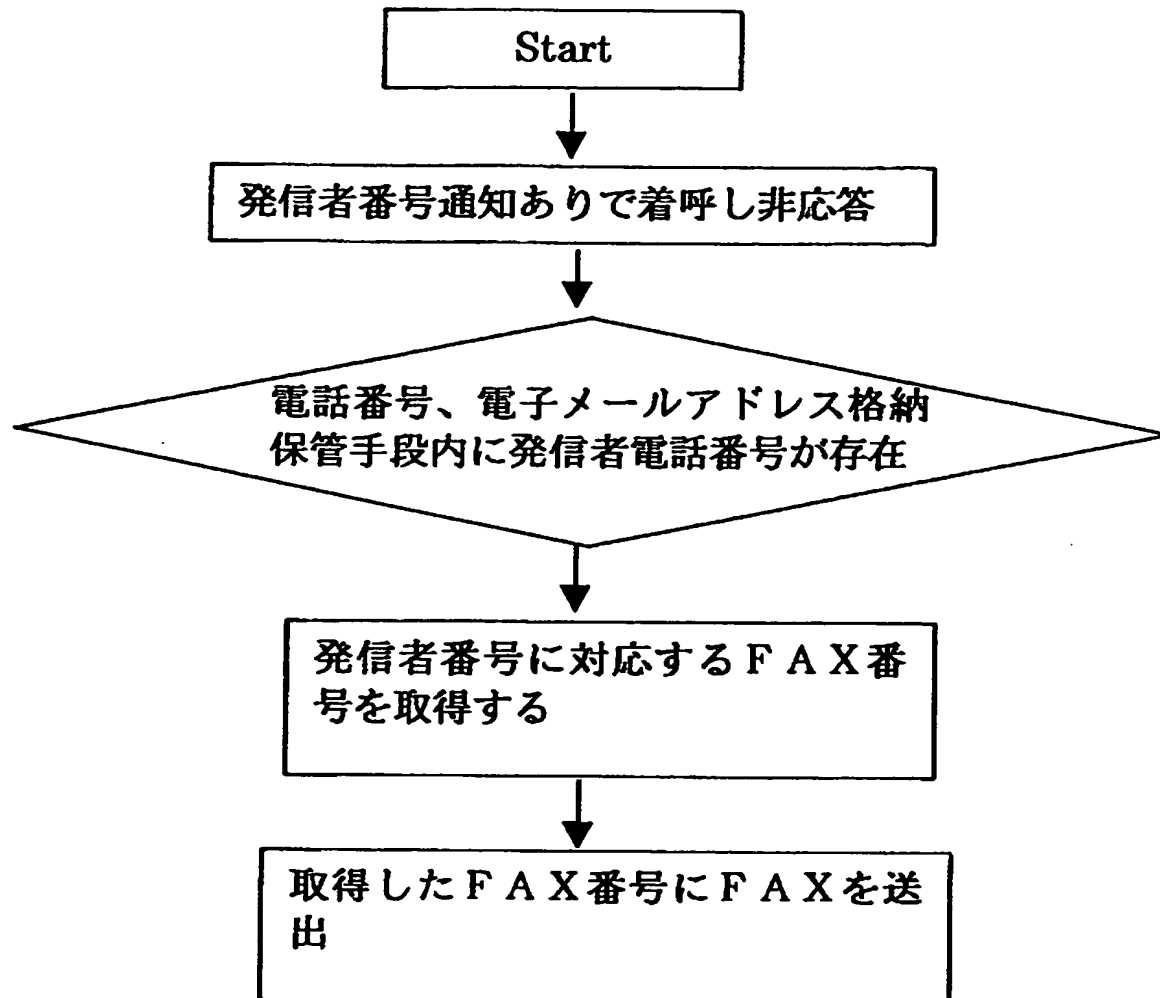 Start
発信者番号通知ありで着呼し非応答
電話番号、電子メールアドレス格納
保管手段内に発信者電話番号が存在
発信者番号に対応するＦＡＸ番
号を取得する
取得したＦＡＸ番号にＦＡＸを送
出